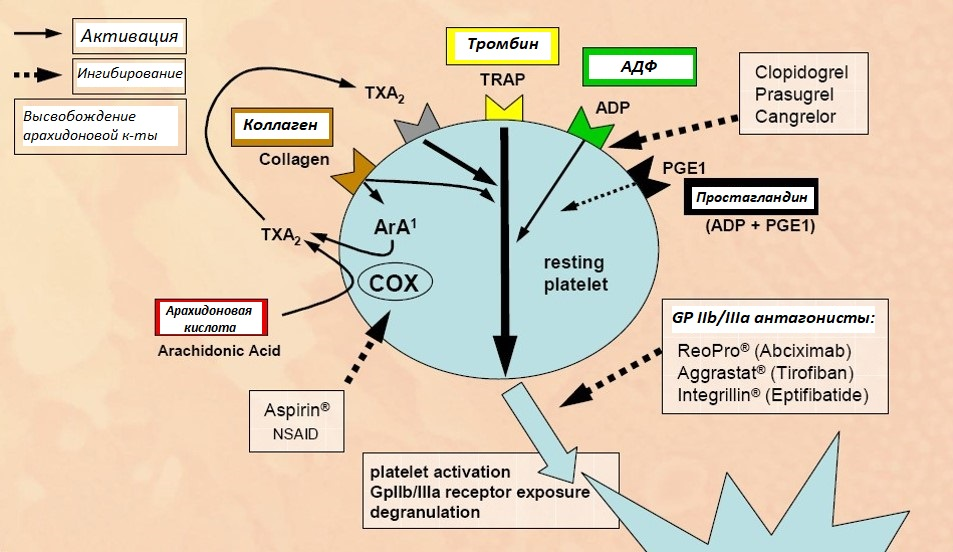 Активация
Ингибирование
Высвобождение
арахидоновой к-ты
Тромбин
TRAP
АДФ
ADP
Clopidogrel
Prasugrel
Cangrelor
TXA₂
Коллаген
Collagen
PGE1
Простагландин
(ADP + PGE1)
ArA¹
TXA₂
COX
resting
platelet
Арахидоновая
кислота
Arachidonic Acid
GP IIb/IIIa антагонисты:
ReoPro® (Abciximab)
Aggrastat® (Tirofiban)
Integrillin® (Eptifibatide)
Aspirin®
NSAID
platelet activation
GpIIb/IIIa receptor exposure
degranulation